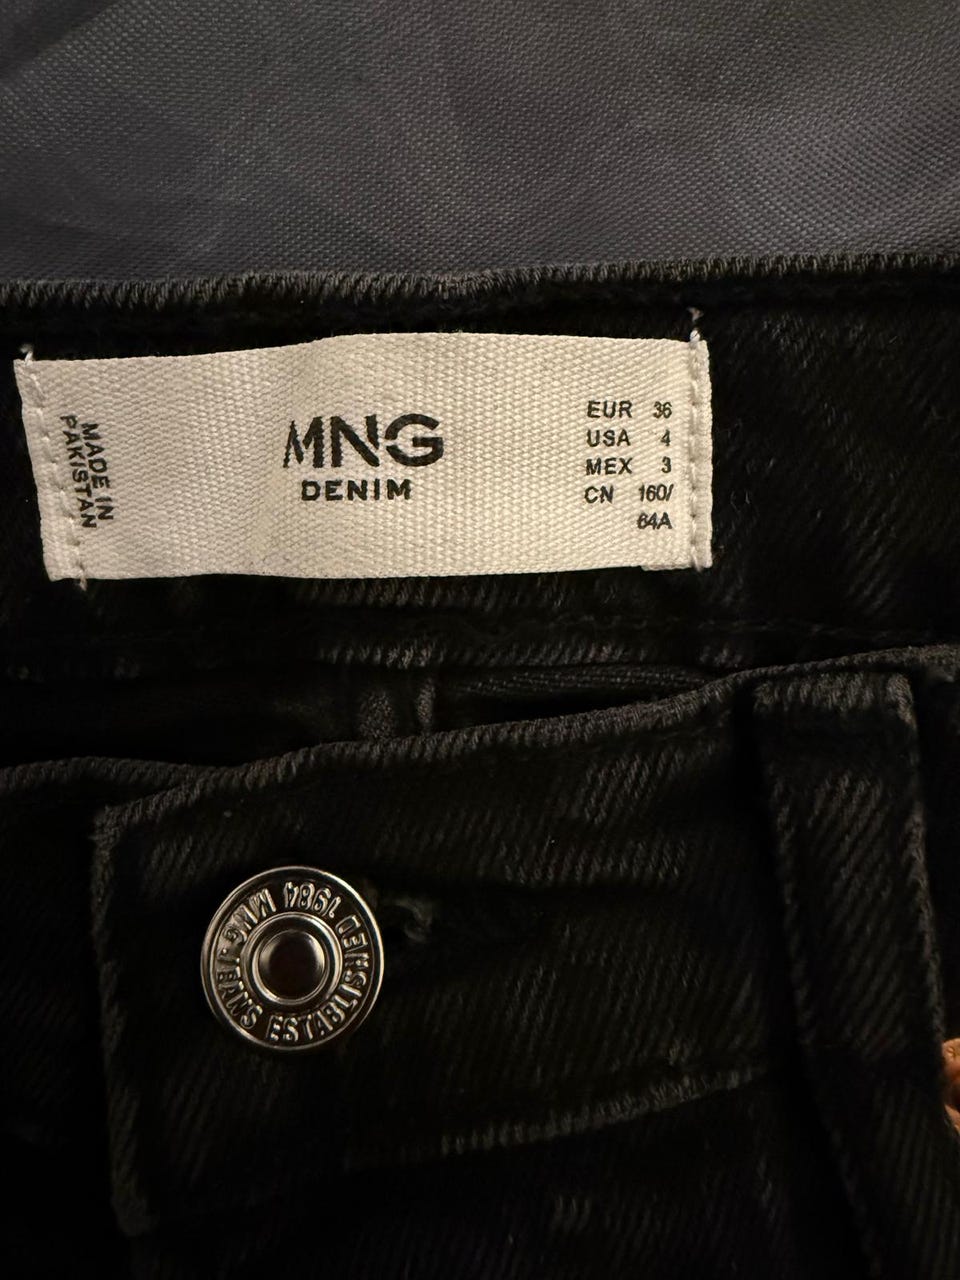 MADE IN
PAKISTAN
MNG
DENIM
EUR 36
USA 4
MEX 3
CN 160/
64A
MNG JEANS ESTABLISHED 1984